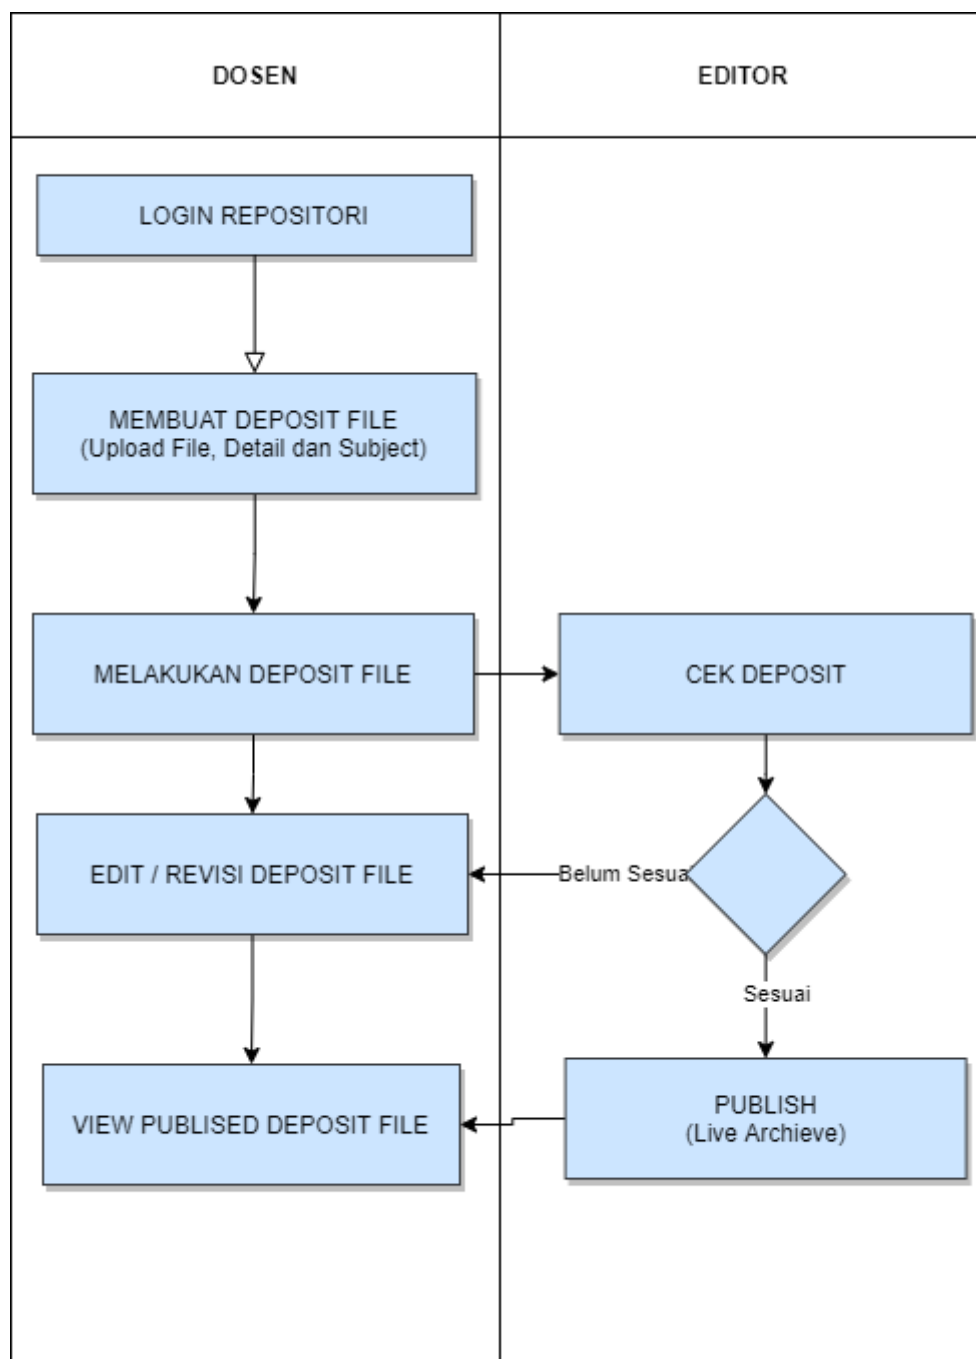 DOSEN
EDITOR
LOGIN REPOSITORI
MEMBUAT DEPOSIT FILE
(Upload File, Detail dan Subject)
MELAKUKAN DEPOSIT FILE
CEK DEPOSIT
EDIT / REVISI DEPOSIT FILE
Belum Sesuai
Sesuai
VIEW PUBLISED DEPOSIT FILE
PUBLISH
(Live Archieve)